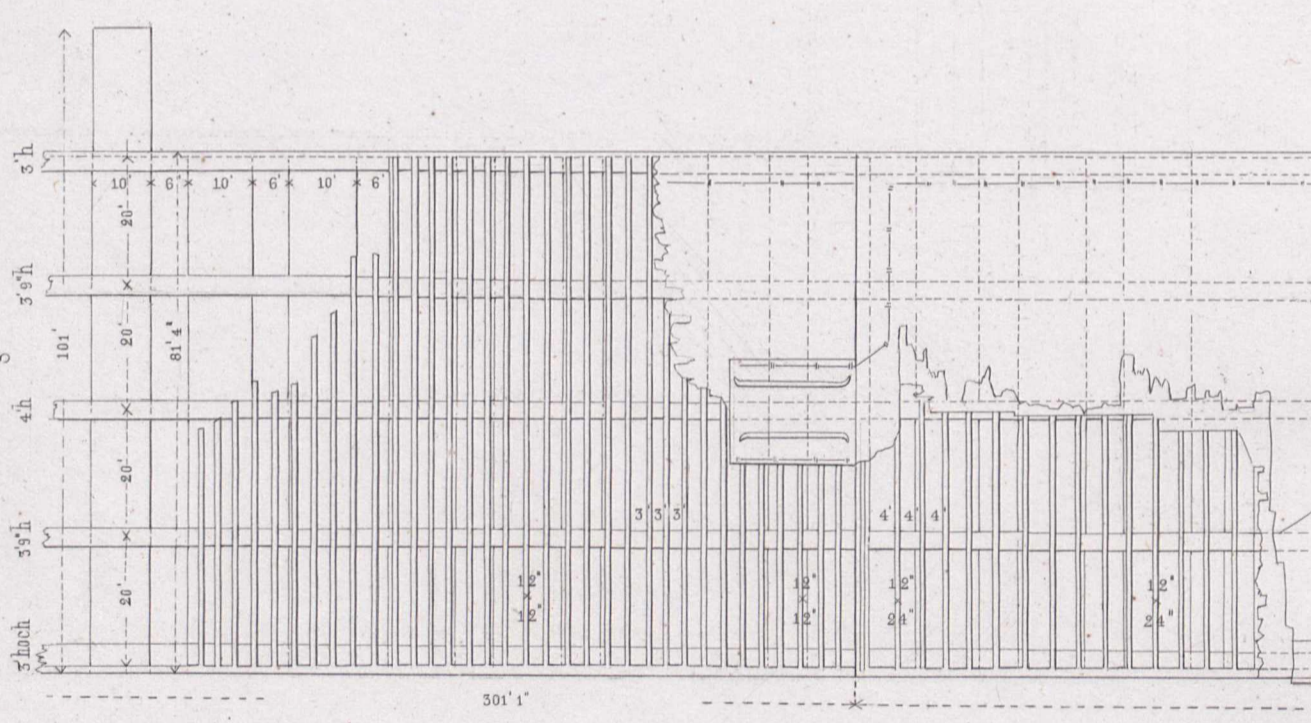 3'h
10' × 6' × 10' × 6' × 10' × 6'
20'
3'9"h
101'
20'
81'4"
4'h
20'
3' 3' 3'
4' 4' 4'
3'9"h
20'
12"
×
12"
12"
×
12"
12"
×
24"
12"
×
24"
3'hoch
301'1"